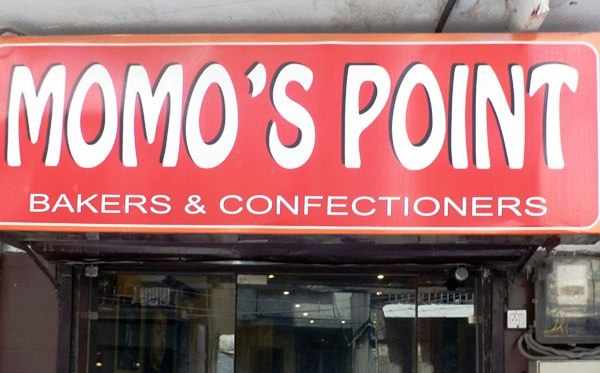 MOMO'S POINT
BAKERS & CONFECTIONERS